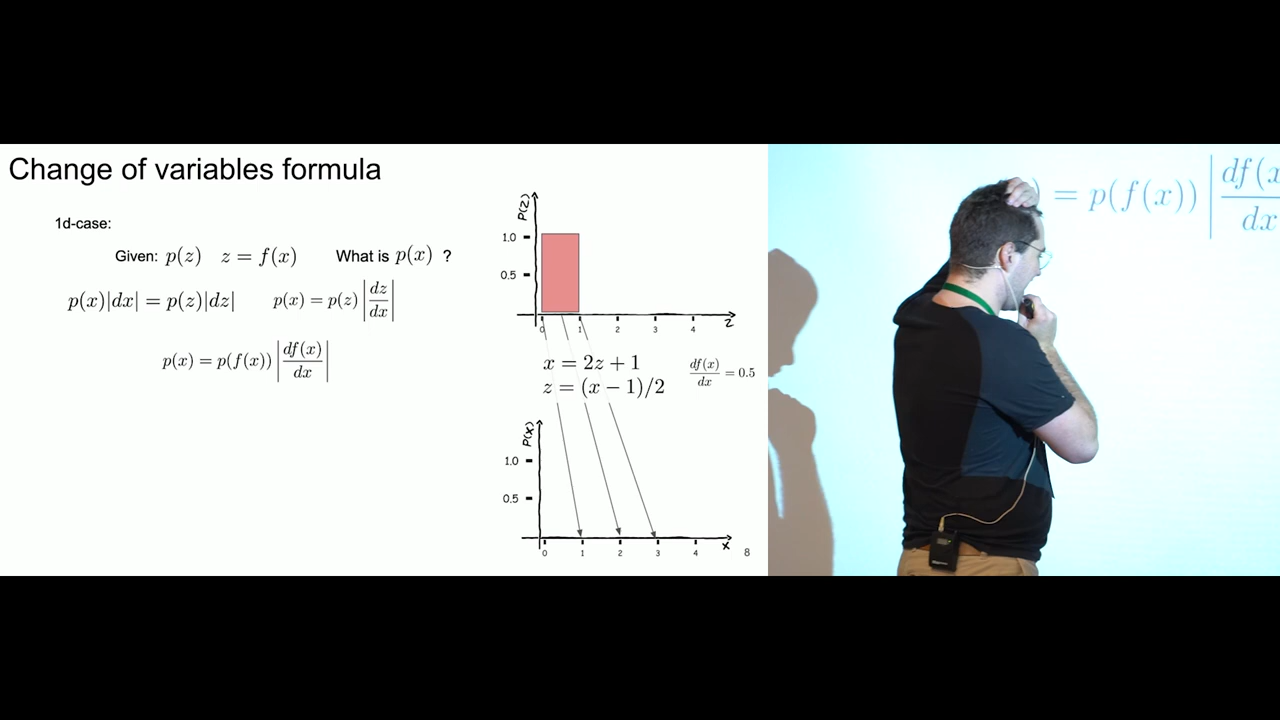 Change of variables formula
1d-case:
Given: p(z) z = f(x) What is p(x) ?
p(x)|dx| = p(z)|dz| p(x) = p(z) |dz/dx|
p(x) = p(f(x)) |df(x)/dx|
P(z)
1.0
0.5
0 1 2 3 4 z
x = 2z + 1
z = (x − 1)/2
df(x)/dx = 0.5
P(x)
1.0
0.5
0 1 2 3 4 x
8
) = p(f(x)) |df(x/dx